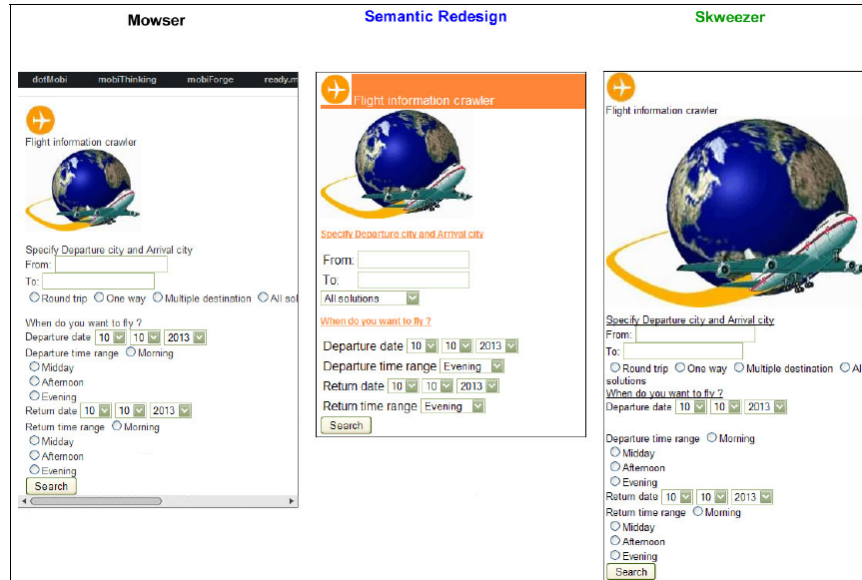 Mowser
Semantic Redesign
Skweezer
dotMobi mobiThinking mobiForge ready.m
Flight information crawler
Specify Departure city and Arrival city
From:
To:
Round trip One way Multiple destination All sol
When do you want to fly ?
Departure date 10 10 2013
Departure time range Morning
Midday
Afternoon
Evening
Return date 10 10 2013
Return time range Morning
Midday
Afternoon
Evening
Search
Flight information crawler
Specify Departure city and Arrival city
From:
To:
All solutions
When do you want to fly ?
Departure date 10 10 2013
Departure time range Evening
Return date 10 10 2013
Return time range Evening
Search
Flight information crawler
Specify Departure city and Arrival city
From:
To:
Round trip One way Multiple destination All
solutions
When do you want to fly ?
Departure date 10 10 2013
Departure time range Morning
Midday
Afternoon
Evening
Return date 10 10 2013
Return time range Morning
Midday
Afternoon
Evening
Search